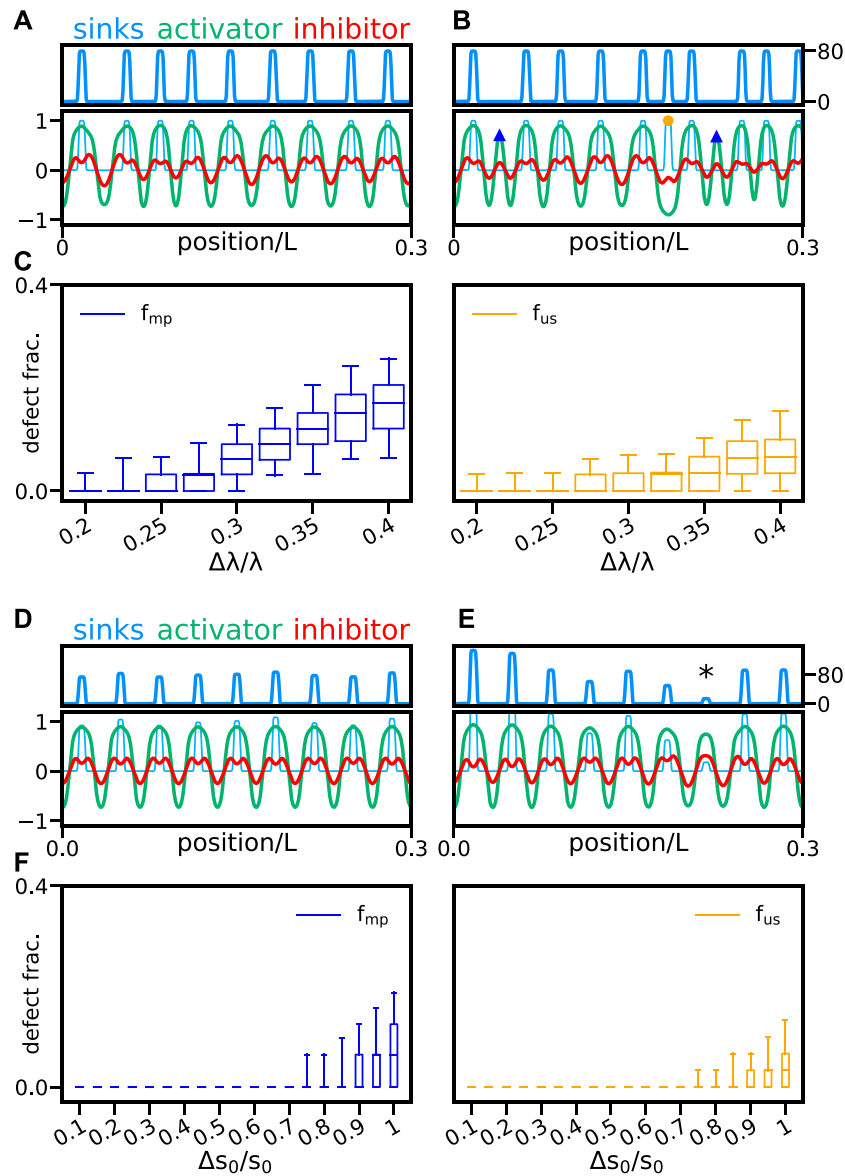 A
B
sinks activator inhibitor
80
0
1
0
−1
0
position/L
0.3
0
position/L
0.3
C
0.4
defect frac.
0.0
f_mp
f_us
0.2
0.25
0.3
0.35
0.4
Δλ/λ
0.2
0.25
0.3
0.35
0.4
Δλ/λ
D
E
sinks activator inhibitor
*
80
0
1
0
−1
0.0
position/L
0.3
0.0
position/L
0.3
F
0.4
defect frac.
0.0
f_mp
f_us
0.1
0.2
0.3
0.4
0.5
0.6
0.7
0.8
0.9
1
Δs₀/s₀
0.1
0.2
0.3
0.4
0.5
0.6
0.7
0.8
0.9
1
Δs₀/s₀